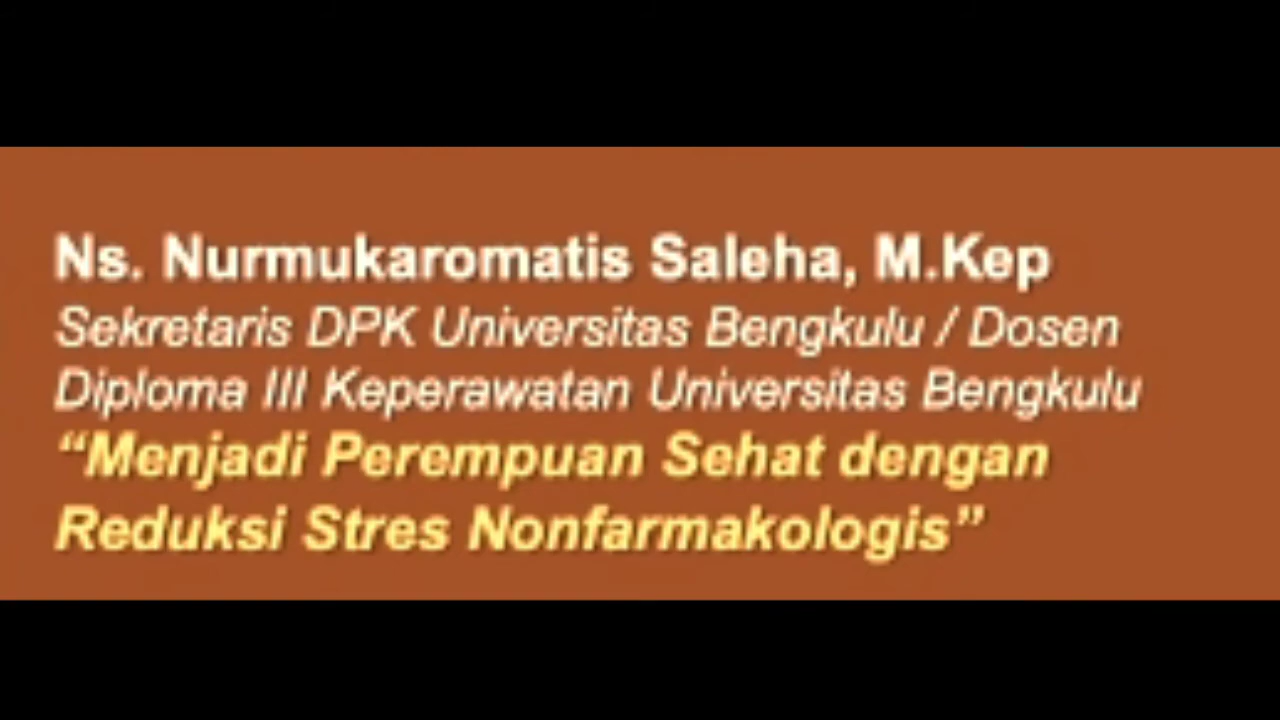 Ns. Nurmukaromatis Saleha, M.Kep
Sekretaris DPK Universitas Bengkulu / Dosen
Diploma III Keperawatan Universitas Bengkulu
“Menjadi Perempuan Sehat dengan
Reduksi Stres Nonfarmakologis”